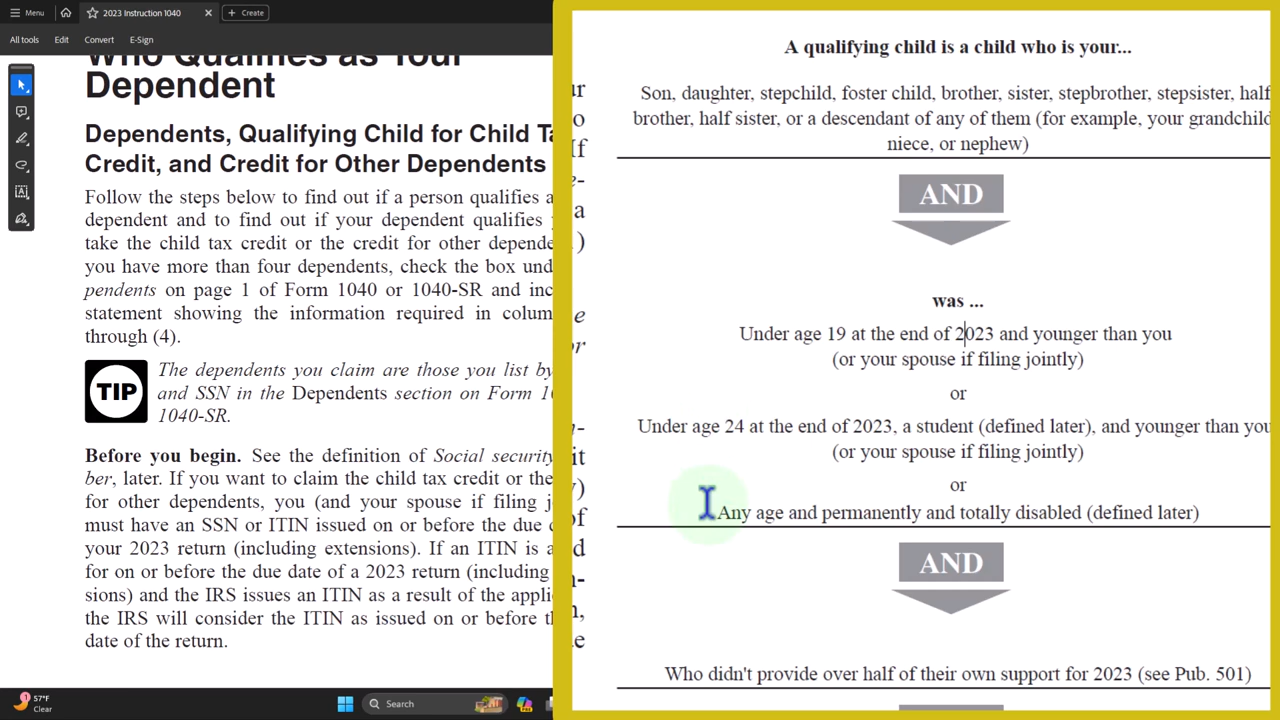 Menu
2023 Instruction 1040
Create
All tools
Edit
Convert
E-Sign
Who Qualifies as Your
Dependent
Dependents, Qualifying Child for Child Ta
Credit, and Credit for Other Dependents
Follow the steps below to find out if a person qualifies a
dependent and to find out if your dependent qualifies
take the child tax credit or the credit for other depende
you have more than four dependents, check the box und
pendents on page 1 of Form 1040 or 1040-SR and inc
statement showing the information required in colum
through (4).
TIP
The dependents you claim are those you list by
and SSN in the Dependents section on Form 10
1040-SR.
Before you begin. See the definition of Social security
ber, later. If you want to claim the child tax credit or the
for other dependents, you (and your spouse if filing j
must have an SSN or ITIN issued on or before the due d
your 2023 return (including extensions). If an ITIN is a
for on or before the due date of a 2023 return (including
sions) and the IRS issues an ITIN as a result of the appli
the IRS will consider the ITIN as issued on or before th
date of the return.
A qualifying child is a child who is your...
Son, daughter, stepchild, foster child, brother, sister, stepbrother, stepsister, half
brother, half sister, or a descendant of any of them (for example, your grandchild
niece, or nephew)
AND
was ...
Under age 19 at the end of 2023 and younger than you
(or your spouse if filing jointly)
or
Under age 24 at the end of 2023, a student (defined later), and younger than you
(or your spouse if filing jointly)
or
Any age and permanently and totally disabled (defined later)
AND
Who didn't provide over half of their own support for 2023 (see Pub. 501)
57°F
Clear
Search